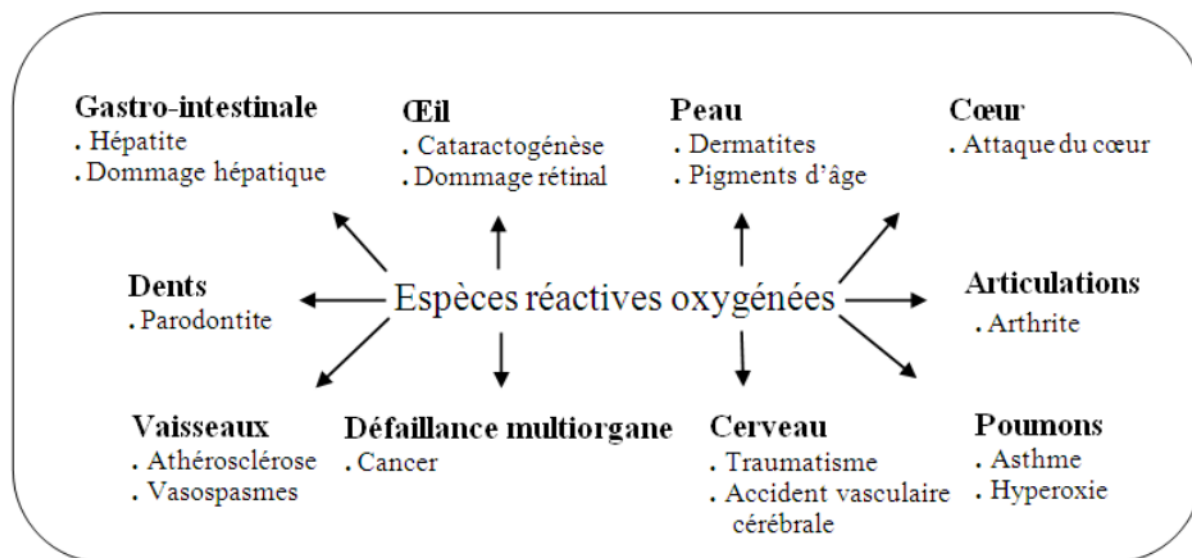 Gastro-intestinale
. Hépatite
. Dommage hépatique
Œil
. Cataractogénèse
. Dommage rétinal
Peau
. Dermatites
. Pigments d’âge
Cœur
. Attaque du cœur
Dents
. Parodontite
Espèces réactives oxygénées
Articulations
. Arthrite
Vaisseaux
. Athérosclérose
. Vasospasmes
Défaillance multiorgane
. Cancer
Cerveau
. Traumatisme
. Accident vasculaire
cérébrale
Poumons
. Asthme
. Hyperoxie